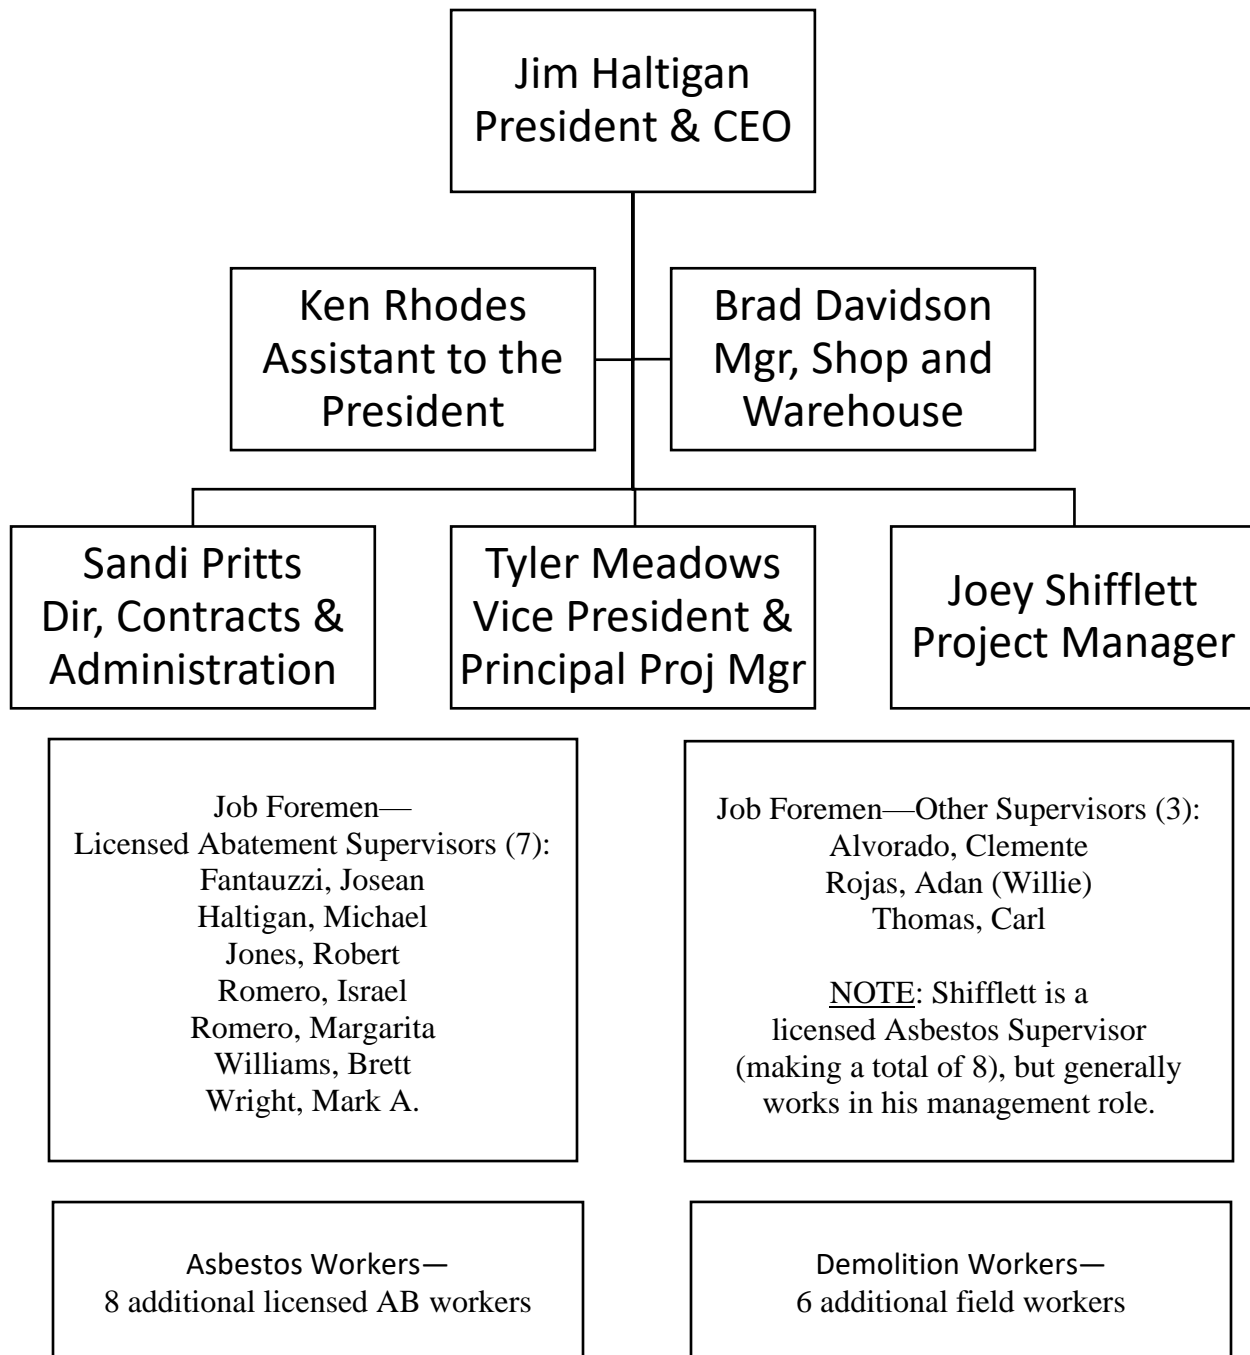 Jim Haltigan
President & CEO
Ken Rhodes
Assistant to the
President
Brad Davidson
Mgr, Shop and
Warehouse
Sandi Pritts
Dir, Contracts &
Administration
Tyler Meadows
Vice President &
Principal Proj Mgr
Joey Shifflett
Project Manager
Job Foremen—
Licensed Abatement Supervisors (7):
Fantauzzi, Josean
Haltigan, Michael
Jones, Robert
Romero, Israel
Romero, Margarita
Williams, Brett
Wright, Mark A.
Job Foremen—Other Supervisors (3):
Alvorado, Clemente
Rojas, Adan (Willie)
Thomas, Carl
NOTE: Shifflett is a
licensed Asbestos Supervisor
(making a total of 8), but generally
works in his management role.
Asbestos Workers—
8 additional licensed AB workers
Demolition Workers—
6 additional field workers